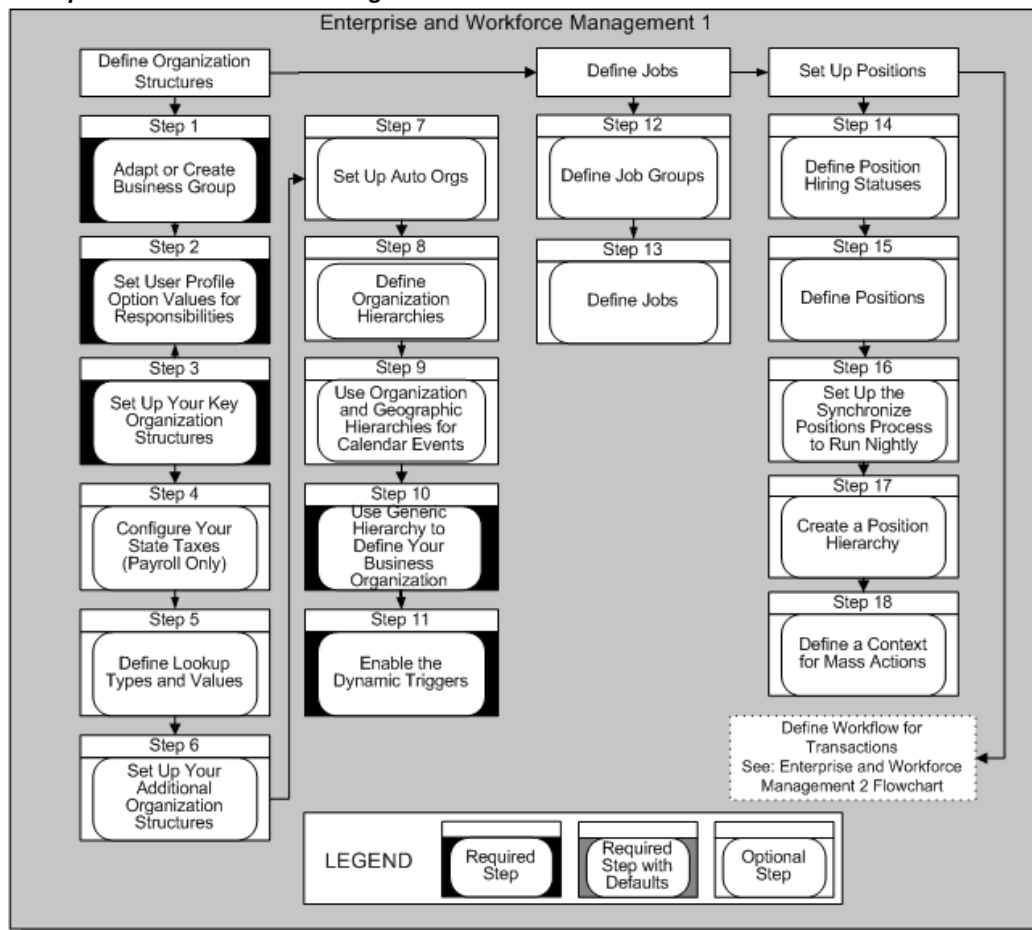 Enterprise and Workforce Management 1
Define Organization
Structures
Define Jobs
Set Up Positions
Step 1
Adapt or Create
Business Group
Step 2
Set User Profile
Option Values for
Responsibilities
Step 3
Set Up Your Key
Organization
Structures
Step 4
Configure Your
State Taxes
(Payroll Only)
Step 5
Define Lookup
Types and Values
Step 6
Set Up Your
Additional
Organization
Structures
Step 7
Set Up Auto Orgs
Step 8
Define
Organization
Hierarchies
Step 9
Use Organization
and Geographic
Hierarchies for
Calendar Events
Step 10
Use Generic
Hierarchy to
Define Your
Business
Organization
Step 11
Enable the
Dynamic Triggers
Step 12
Define Job Groups
Step 13
Define Jobs
Step 14
Define Position
Hiring Statuses
Step 15
Define Positions
Step 16
Set Up the
Synchronize
Positions Process
to Run Nightly
Step 17
Create a Position
Hierarchy
Step 18
Define a Context
for Mass Actions
Define Workflow for
Transactions
See: Enterprise and Workforce
Management 2 Flowchart
LEGEND
Required
Step
Required
Step with
Defaults
Optional
Step